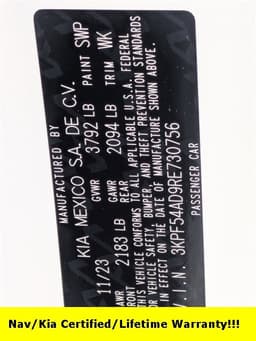 MANUFACTURED BY
KIA MEXICO S.A. DE C.V.
11/23 GVWR 3792 LB PAINT SWP
GAWR FRONT 2183 LB GAWR REAR 2094 LB TRIM WK
THIS VEHICLE CONFORMS TO ALL APPLICABLE U.S.A. FEDERAL
MOTOR VEHICLE SAFETY, BUMPER, AND THEFT PREVENTION STANDARDS
IN EFFECT ON THE DATE OF MANUFACTURE SHOWN ABOVE.
V.I.N. 3KPF54AD9RE730756
PASSENGER CAR
Nav/Kia Certified/Lifetime Warranty!!!